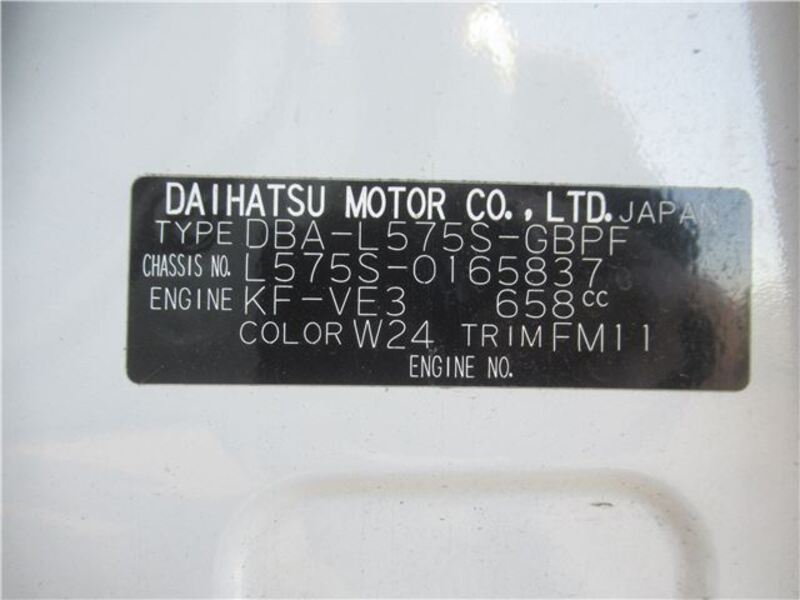 DAIHATSU MOTOR CO., LTD. JAPAN
TYPE DBA-L575S-GBPF
CHASSIS NO. L575S-0165837
ENGINE KF-VE3 658cc
COLOR W24 TRIM FM11
ENGINE NO.